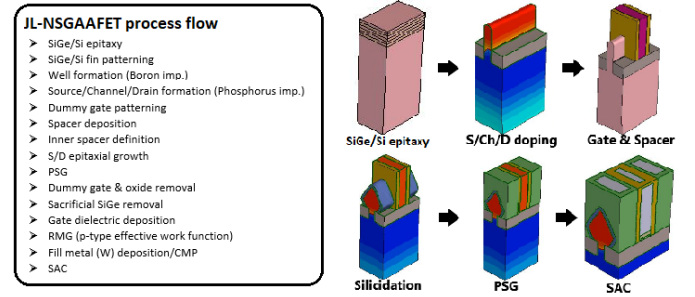 JL-NSGAAFET process flow
SiGe/Si epitaxy
SiGe/Si fin patterning
Well formation (Boron imp.)
Source/Channel/Drain formation (Phosphorus imp.)
Dummy gate patterning
Spacer deposition
Inner spacer definition
S/D epitaxial growth
PSG
Dummy gate & oxide removal
Sacrificial SiGe removal
Gate dielectric deposition
RMG (p-type effective work function)
Fill metal (W) deposition/CMP
SAC
SiGe/Si epitaxy
S/Ch/D doping
Gate & Spacer
Silicidation
PSG
SAC